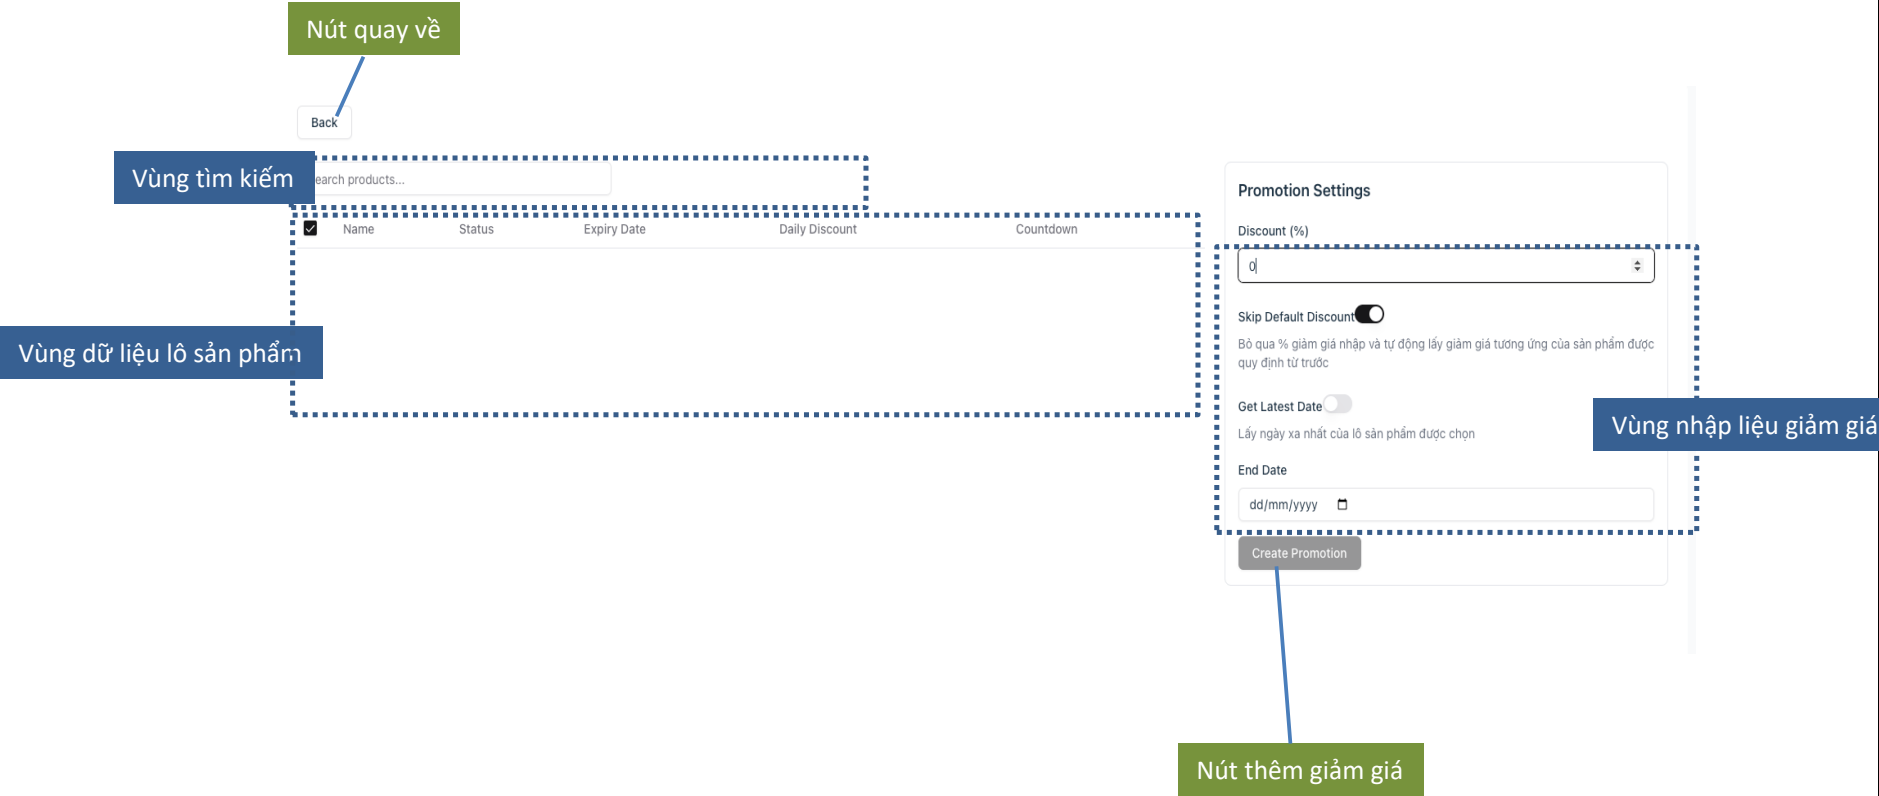 Nút quay về
Back
Vùng tìm kiếm
earch products...
Name Status Expiry Date Daily Discount Countdown
Vùng dữ liệu lô sản phẩm
Promotion Settings
Discount (%)
0
Skip Default Discount
Bỏ qua % giảm giá nhập và tự động lấy giảm giá tương ứng của sản phẩm được
quy định từ trước
Get Latest Date
Lấy ngày xa nhất của lô sản phẩm được chọn
Vùng nhập liệu giảm giá
End Date
dd/mm/yyyy
Create Promotion
Nút thêm giảm giá